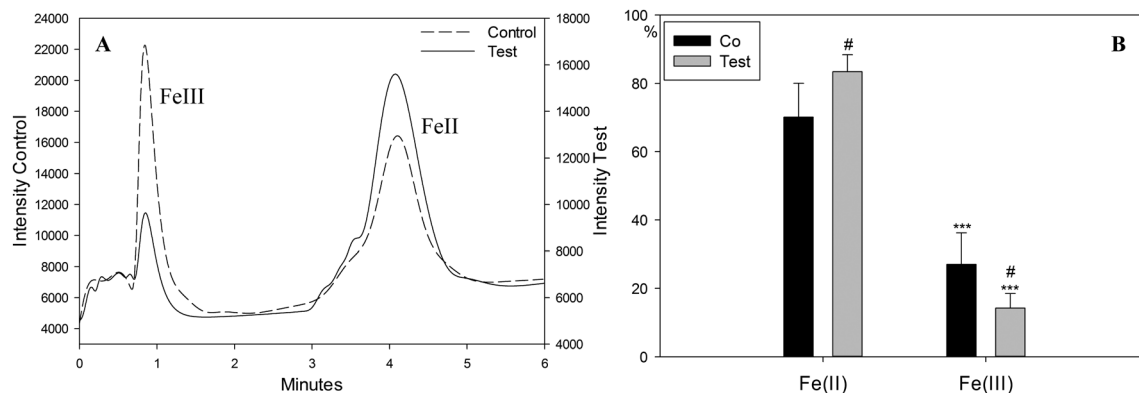 A
24000
22000
20000
18000
16000
14000
12000
10000
8000
6000
4000
Intensity Control
0
1
2
3
4
5
6
Minutes
18000
16000
14000
12000
10000
8000
6000
4000
Intensity Test
Control
Test
FeIII
FeII
B
100
%
80
60
40
20
0
Co
Test
#
***
#
***
Fe(II)
Fe(III)